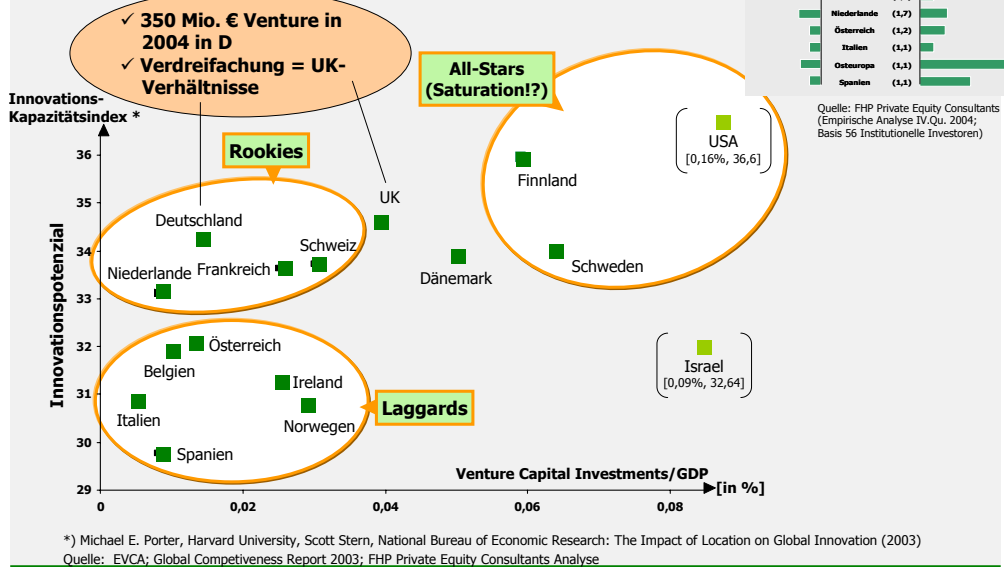 ✓ 350 Mio. € Venture in
2004 in D
✓ Verdreifachung = UK-
Verhältnisse
Niederlande (1,7)
Österreich (1,2)
Italien (1,1)
Osteuropa (1,1)
Spanien (1,1)
Quelle: FHP Private Equity Consultants
(Empirische Analyse IV.Qu. 2004;
Basis 56 Institutionelle Investoren)
All-Stars
(Saturation!?)
Innovations-
Kapazitätsindex *
Rookies
USA
[0,16%, 36,6]
Finnland
UK
Deutschland
Schweiz
Frankreich
Niederlande
Dänemark
Schweden
Österreich
Belgien
Ireland
Italien
Norwegen
Spanien
Laggards
Israel
[0,09%, 32,64]
Innovationspotenzial
36
35
34
33
32
31
30
29
Venture Capital Investments/GDP
[in %]
0
0,02
0,04
0,06
0,08
*) Michael E. Porter, Harvard University, Scott Stern, National Bureau of Economic Research: The Impact of Location on Global Innovation (2003)
Quelle: EVCA; Global Competiveness Report 2003; FHP Private Equity Consultants Analyse